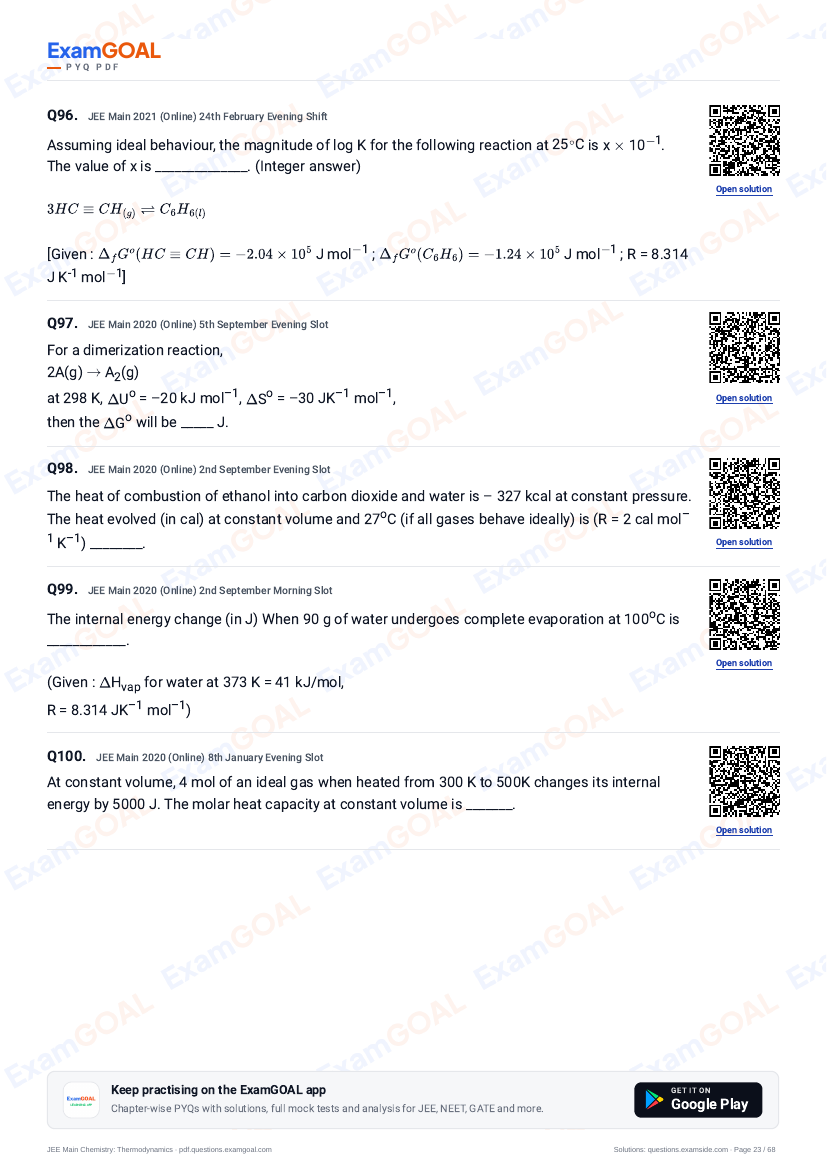 ExamGOAL
PYQ PDF
Q96. JEE Main 2021 (Online) 24th February Evening Shift
Assuming ideal behaviour, the magnitude of log K for the following reaction at 25°C is x × 10⁻¹.
The value of x is ______________. (Integer answer)
3HC ≡ CH₍g₎ ⇌ C₆H₆₍l₎
[Given : ΔfG°(HC ≡ CH) = −2.04 × 10⁵ J mol⁻¹ ; ΔfG°(C₆H₆) = −1.24 × 10⁵ J mol⁻¹ ; R = 8.314
J K⁻¹ mol⁻¹]
Open solution
Q97. JEE Main 2020 (Online) 5th September Evening Slot
For a dimerization reaction,
2A(g) → A₂(g)
at 298 K, ΔUº = −20 kJ mol⁻¹, ΔSº = −30 JK⁻¹ mol⁻¹,
then the ΔGº will be _____ J.
Open solution
Q98. JEE Main 2020 (Online) 2nd September Evening Slot
The heat of combustion of ethanol into carbon dioxide and water is – 327 kcal at constant pressure.
The heat evolved (in cal) at constant volume and 27ºC (if all gases behave ideally) is (R = 2 cal mol⁻
¹ K⁻¹) ________.
Open solution
Q99. JEE Main 2020 (Online) 2nd September Morning Slot
The internal energy change (in J) When 90 g of water undergoes complete evaporation at 100ºC is
____________.
(Given : ΔHvap for water at 373 K = 41 kJ/mol,
R = 8.314 JK⁻¹ mol⁻¹)
Open solution
Q100. JEE Main 2020 (Online) 8th January Evening Slot
At constant volume, 4 mol of an ideal gas when heated from 300 K to 500K changes its internal
energy by 5000 J. The molar heat capacity at constant volume is _______.
Open solution
Keep practising on the ExamGOAL app
Chapter-wise PYQs with solutions, full mock tests and analysis for JEE, NEET, GATE and more.
GET IT ON
Google Play
JEE Main Chemistry: Thermodynamics · pdf.questions.examgoal.com
Solutions: questions.examside.com · Page 23 / 68